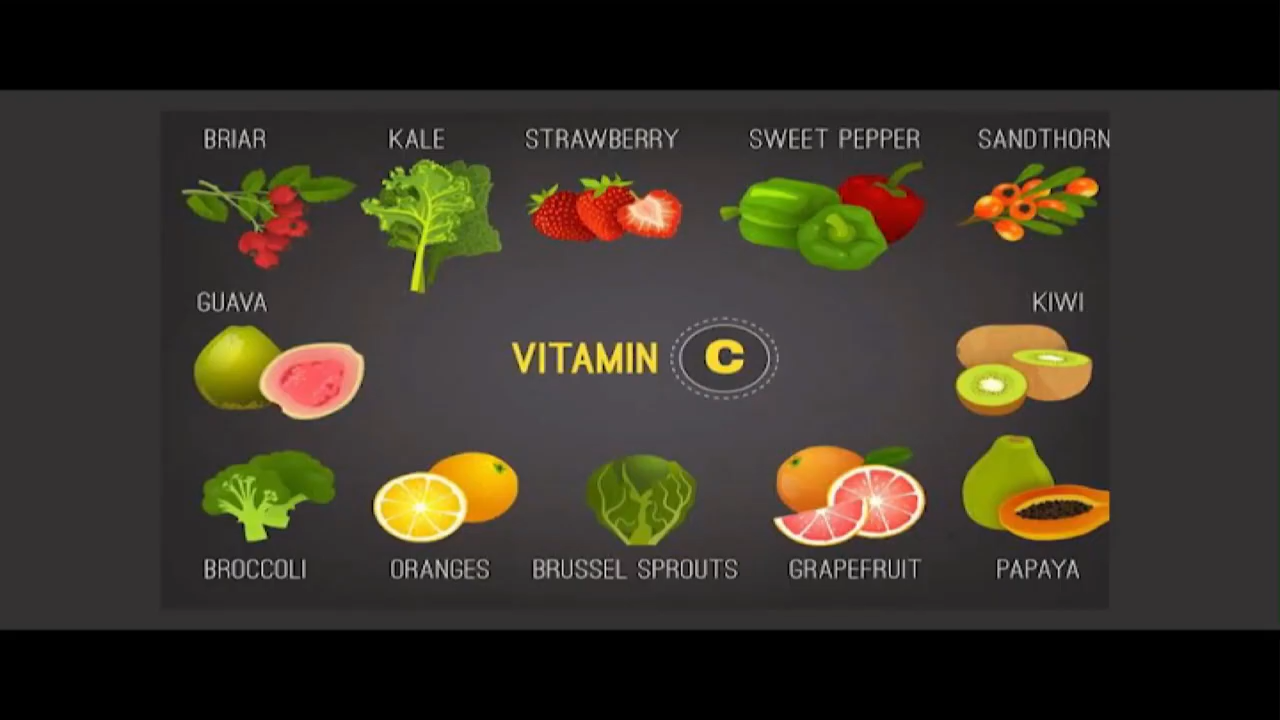 BRIAR
KALE
STRAWBERRY
SWEET PEPPER
SANDTHORN
GUAVA
KIWI
VITAMIN C
BROCCOLI
ORANGES
BRUSSEL SPROUTS
GRAPEFRUIT
PAPAYA